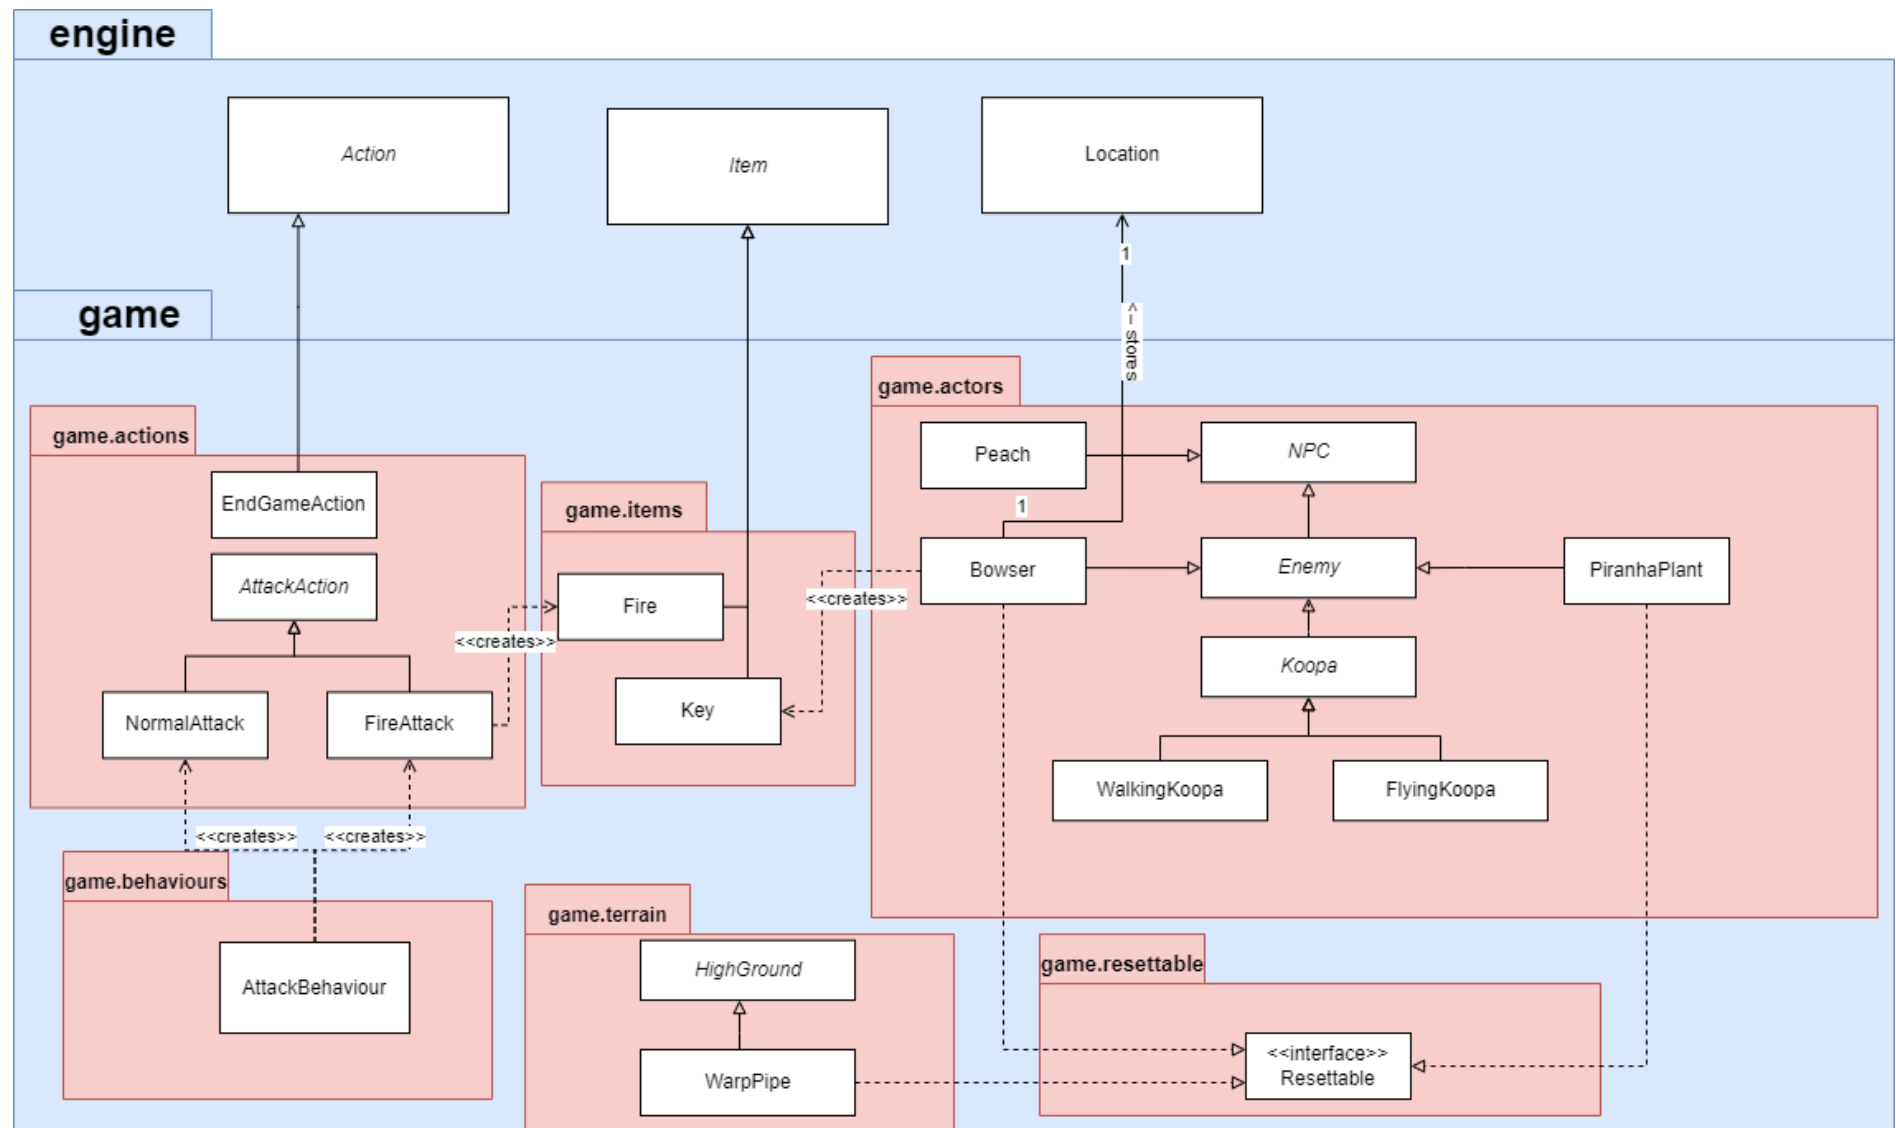 engine
Action
Item
Location
1
<- stores
game
game.actors
game.actions
Peach
NPC
EndGameAction
game.items
1
AttackAction
Fire
<<creates>>
Bowser
Enemy
PiranhaPlant
<<creates>>
Koopa
NormalAttack
FireAttack
Key
WalkingKoopa
FlyingKoopa
<<creates>>
<<creates>>
game.behaviours
game.terrain
HighGround
game.resettable
AttackBehaviour
WarpPipe
<<interface>>
Resettable